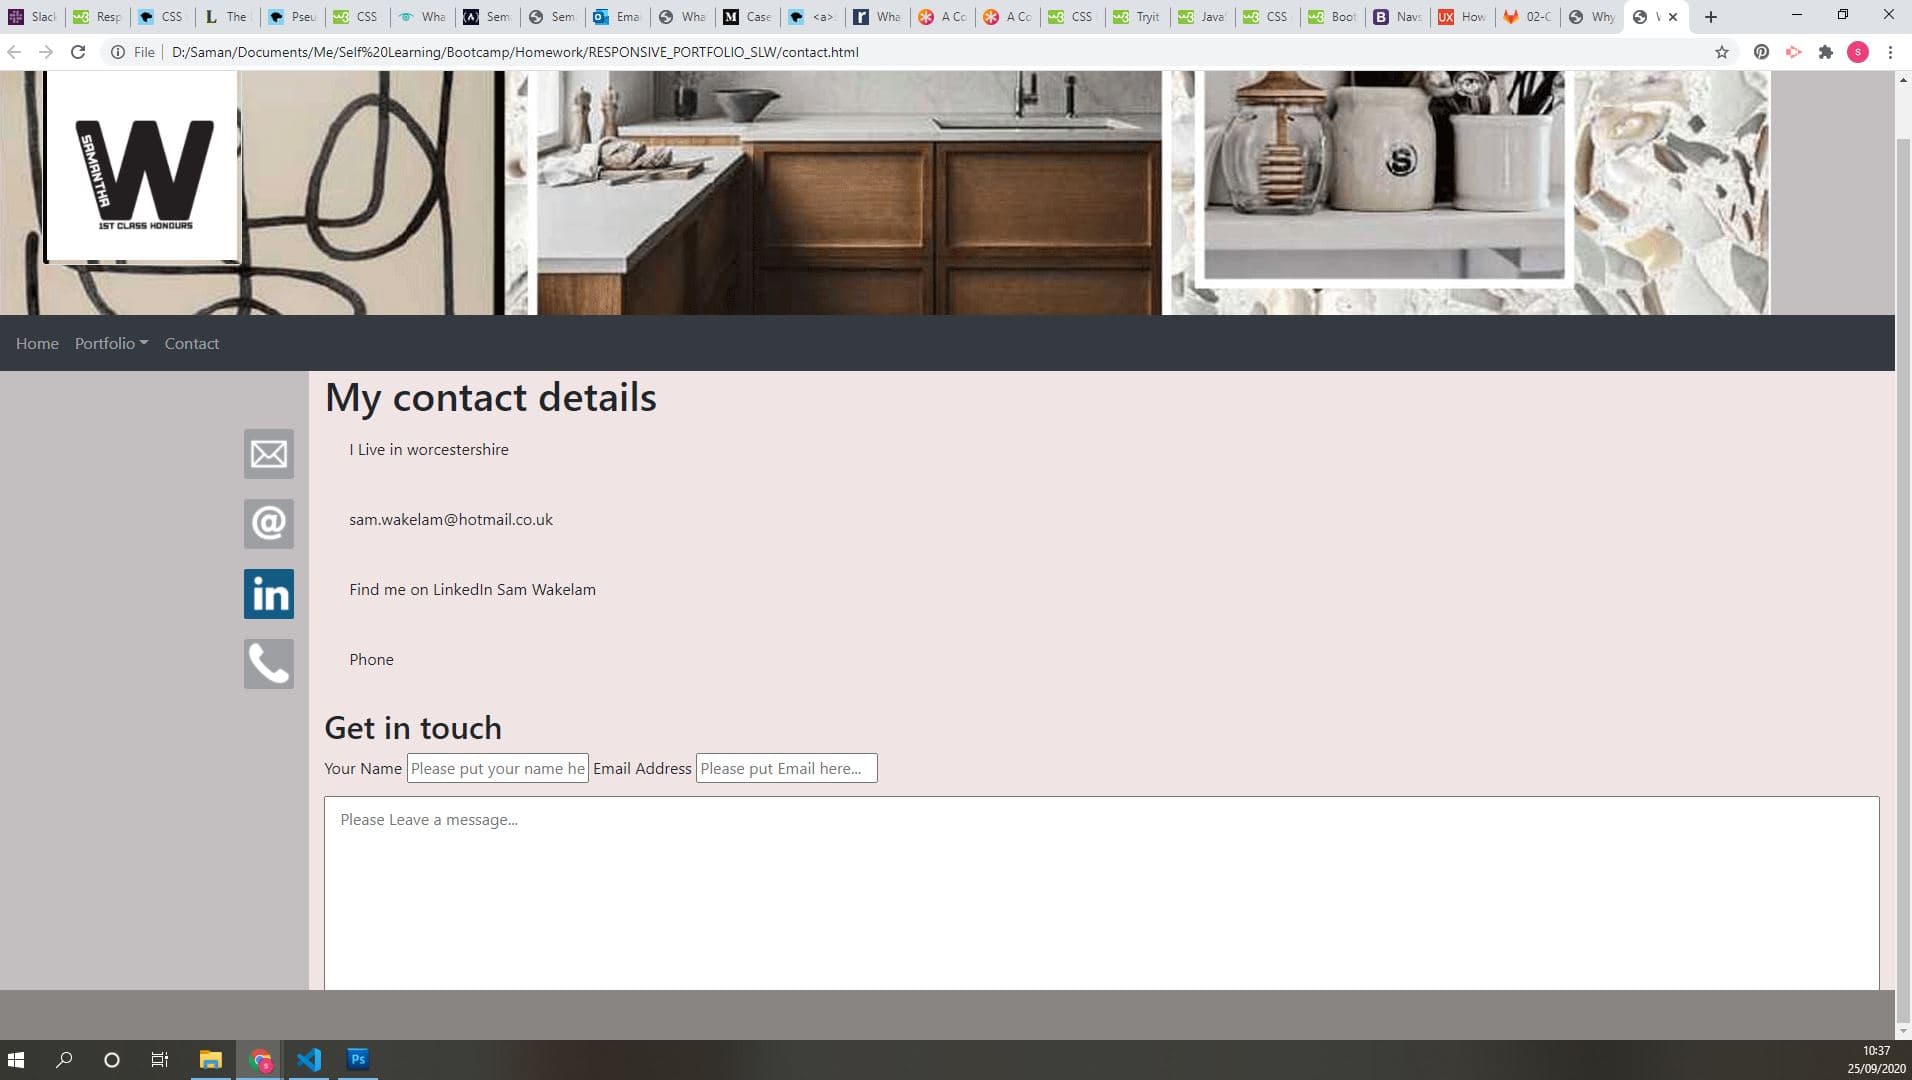 Slack Resp CSS The Pseu CSS Wha Sem Sem Emai Wha Case <a>: Wha A Co A Co CSS Tryit Java CSS Boot Navs How 02-C Why
File D:/Saman/Documents/Me/Self%20Learning/Bootcamp/Homework/RESPONSIVE_PORTFOLIO_SLW/contact.html
SAMANTHA
W
1ST CLASS HONOURS
S
Home Portfolio Contact
My contact details
I Live in worcestershire
@ sam.wakelam@hotmail.co.uk
in Find me on LinkedIn Sam Wakelam
Phone
Get in touch
Your Name Please put your name he Email Address Please put Email here...
Please Leave a message...
Ps
10:37
25/09/2020